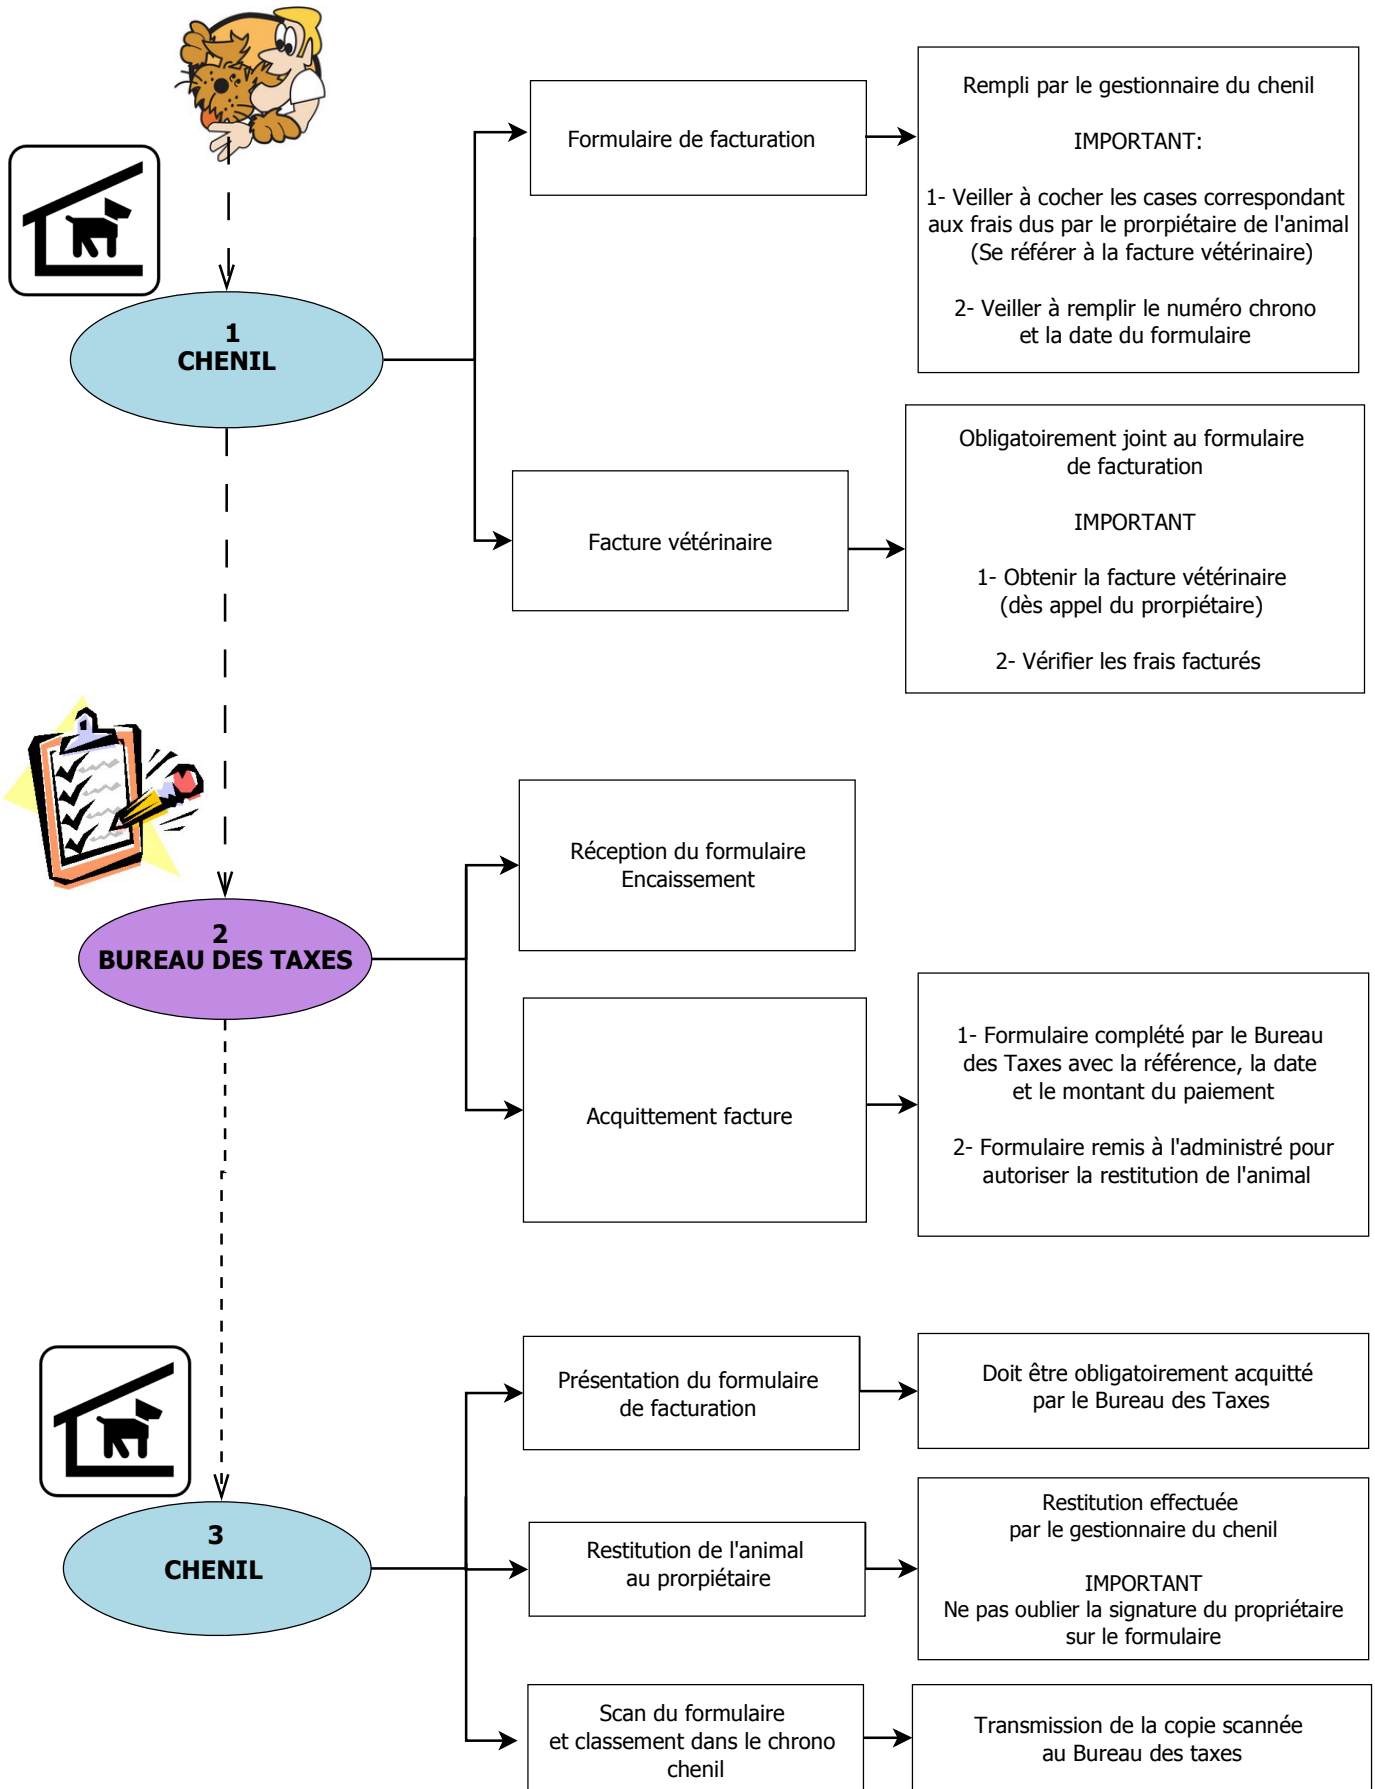 1
CHENIL
Formulaire de facturation
Rempli par le gestionnaire du chenil
IMPORTANT:
1- Veiller à cocher les cases correspondant
aux frais dus par le prorpiétaire de l'animal
(Se référer à la facture vétérinaire)
2- Veiller à remplir le numéro chrono
et la date du formulaire
Facture vétérinaire
Obligatoirement joint au formulaire
de facturation
IMPORTANT
1- Obtenir la facture vétérinaire
(dès appel du prorpiétaire)
2- Vérifier les frais facturés
2
BUREAU DES TAXES
Réception du formulaire
Encaissement
Acquittement facture
1- Formulaire complété par le Bureau
des Taxes avec la référence, la date
et le montant du paiement
2- Formulaire remis à l'administré pour
autoriser la restitution de l'animal
3
CHENIL
Présentation du formulaire
de facturation
Doit être obligatoirement acquitté
par le Bureau des Taxes
Restitution de l'animal
au prorpiétaire
Restitution effectuée
par le gestionnaire du chenil
IMPORTANT
Ne pas oublier la signature du propriétaire
sur le formulaire
Scan du formulaire
et classement dans le chrono
chenil
Transmission de la copie scannée
au Bureau des taxes